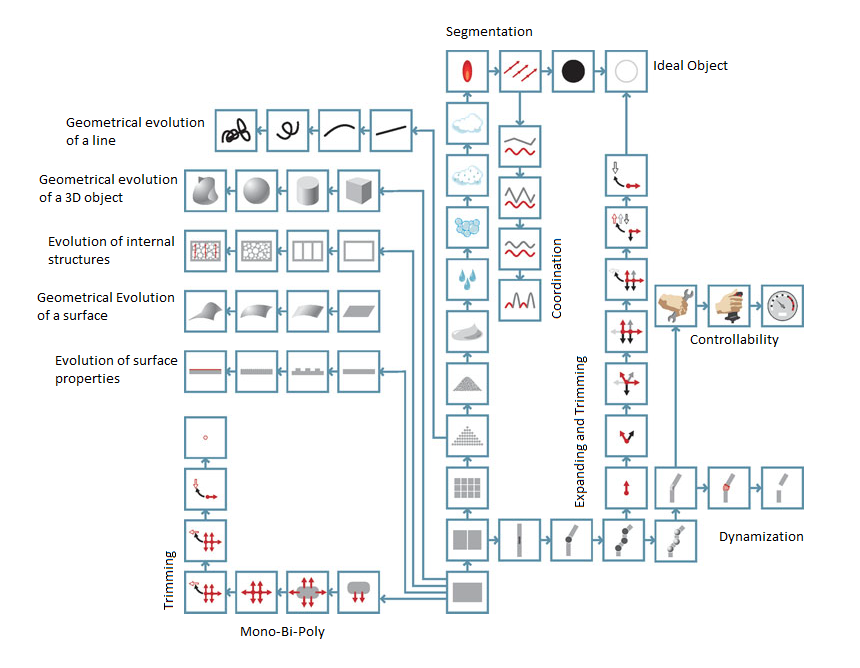 Segmentation
Ideal Object
Geometrical evolution
of a line
Geometrical evolution
of a 3D object
Evolution of internal
structures
Coordination
Geometrical Evolution
of a surface
Controllability
Evolution of surface
properties
Expanding and Trimming
Dynamization
Trimming
Mono-Bi-Poly